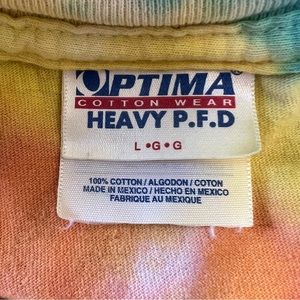 OPTIMA®
COTTON WEAR
HEAVY P.F.D
L•G•G
100% COTTON / ALGODON / COTON
MADE IN MEXICO / HECHO EN MEXICO
FABRIQUE AU MEXIQUE